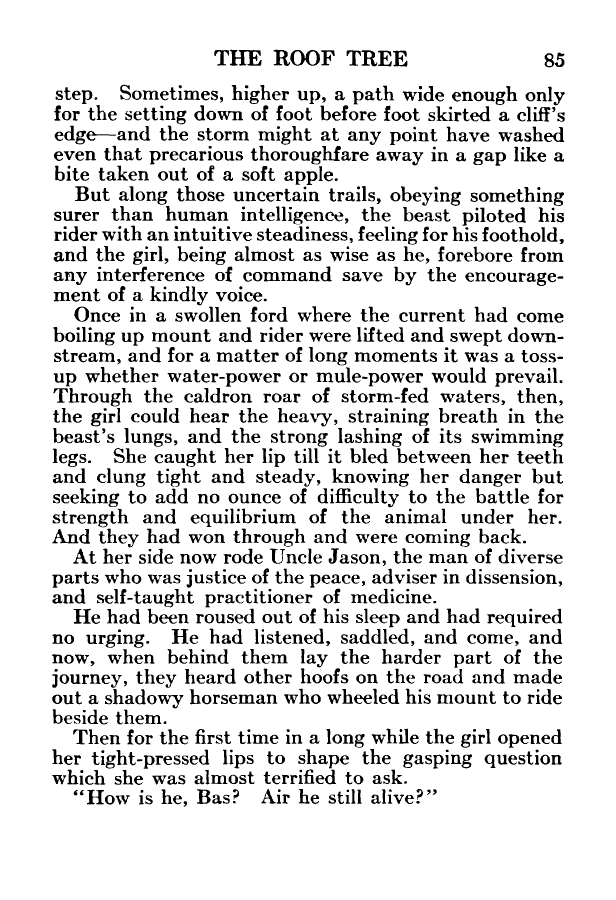 THE ROOF TREE 85
step. Sometimes, higher up, a path wide enough only
for the setting down of foot before foot skirted a cliff's
edge—and the storm might at any point have washed
even that precarious thoroughfare away in a gap like a
bite taken out of a soft apple.
But along those uncertain trails, obeying something
surer than human intelligence, the beast piloted his
rider with an intuitive steadiness, feeling for his foothold,
and the girl, being almost as wise as he, forebore from
any interference of command save by the encourage-
ment of a kindly voice.
Once in a swollen ford where the current had come
boiling up mount and rider were lifted and swept down-
stream, and for a matter of long moments it was a toss-
up whether water-power or mule-power would prevail.
Through the caldron roar of storm-fed waters, then,
the girl could hear the heavy, straining breath in the
beast's lungs, and the strong lashing of its swimming
legs. She caught her lip till it bled between her teeth
and clung tight and steady, knowing her danger but
seeking to add no ounce of difficulty to the battle for
strength and equilibrium of the animal under her.
And they had won through and were coming back.
At her side now rode Uncle Jason, the man of diverse
parts who was justice of the peace, adviser in dissension,
and self-taught practitioner of medicine.
He had been roused out of his sleep and had required
no urging. He had listened, saddled, and come, and
now, when behind them lay the harder part of the
journey, they heard other hoofs on the road and made
out a shadowy horseman who wheeled his mount to ride
beside them.
Then for the first time in a long while the girl opened
her tight-pressed lips to shape the gasping question
which she was almost terrified to ask.
"How is he, Bas? Air he still alive?"